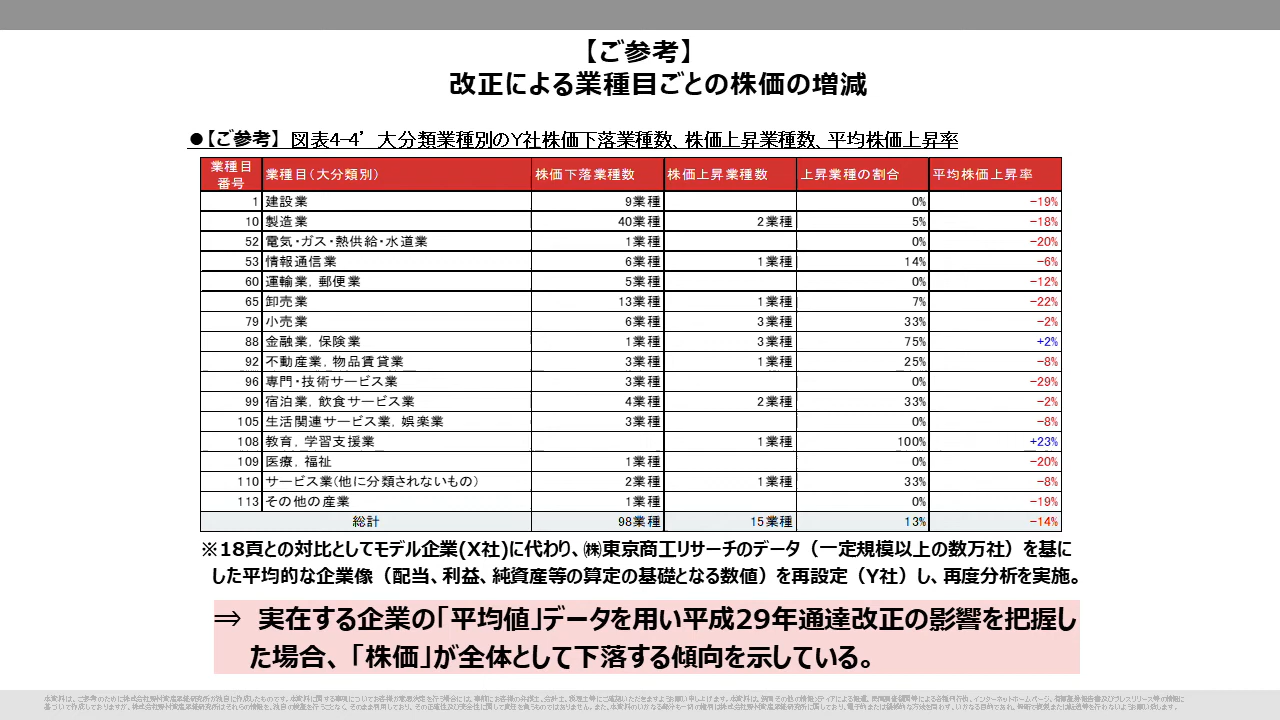 【ご参考】
改正による業種目ごとの株価の増減
●【ご参考】 図表4-4’ 大分類業種別のY社株価下落業種数、株価上昇業種数、平均株価上昇率
業種目番号 業種目(大分類別) 株価下落業種数 株価上昇業種数 上昇業種の割合 平均株価上昇率
1 建設業 9業種 0% -19%
10 製造業 40業種 2業種 5% -18%
52 電気・ガス・熱供給・水道業 1業種 0% -20%
53 情報通信業 6業種 1業種 14% -6%
60 運輸業，郵便業 5業種 0% -12%
65 卸売業 13業種 1業種 7% -22%
79 小売業 6業種 3業種 33% -2%
88 金融業，保険業 1業種 3業種 75% +2%
92 不動産業，物品賃貸業 3業種 1業種 25% -8%
96 専門・技術サービス業 3業種 0% -29%
99 宿泊業，飲食サービス業 4業種 2業種 33% -2%
105 生活関連サービス業，娯楽業 3業種 0% -8%
108 教育，学習支援業 1業種 100% +23%
109 医療，福祉 1業種 0% -20%
110 サービス業(他に分類されないもの) 2業種 1業種 33% -8%
113 その他の産業 1業種 0% -19%
総計 98業種 15業種 13% -14%
※18頁との対比としてモデル企業(X社)に代わり、㈱東京商工リサーチのデータ（一定規模以上の数万社）を基に
した平均的な企業像（配当、利益、純資産等の算定の基礎となる数値）を再設定（Y社）し、再度分析を実施。
⇒ 実在する企業の「平均値」データを用い平成29年通達改正の影響を把握し
た場合、「株価」が全体として下落する傾向を示している。